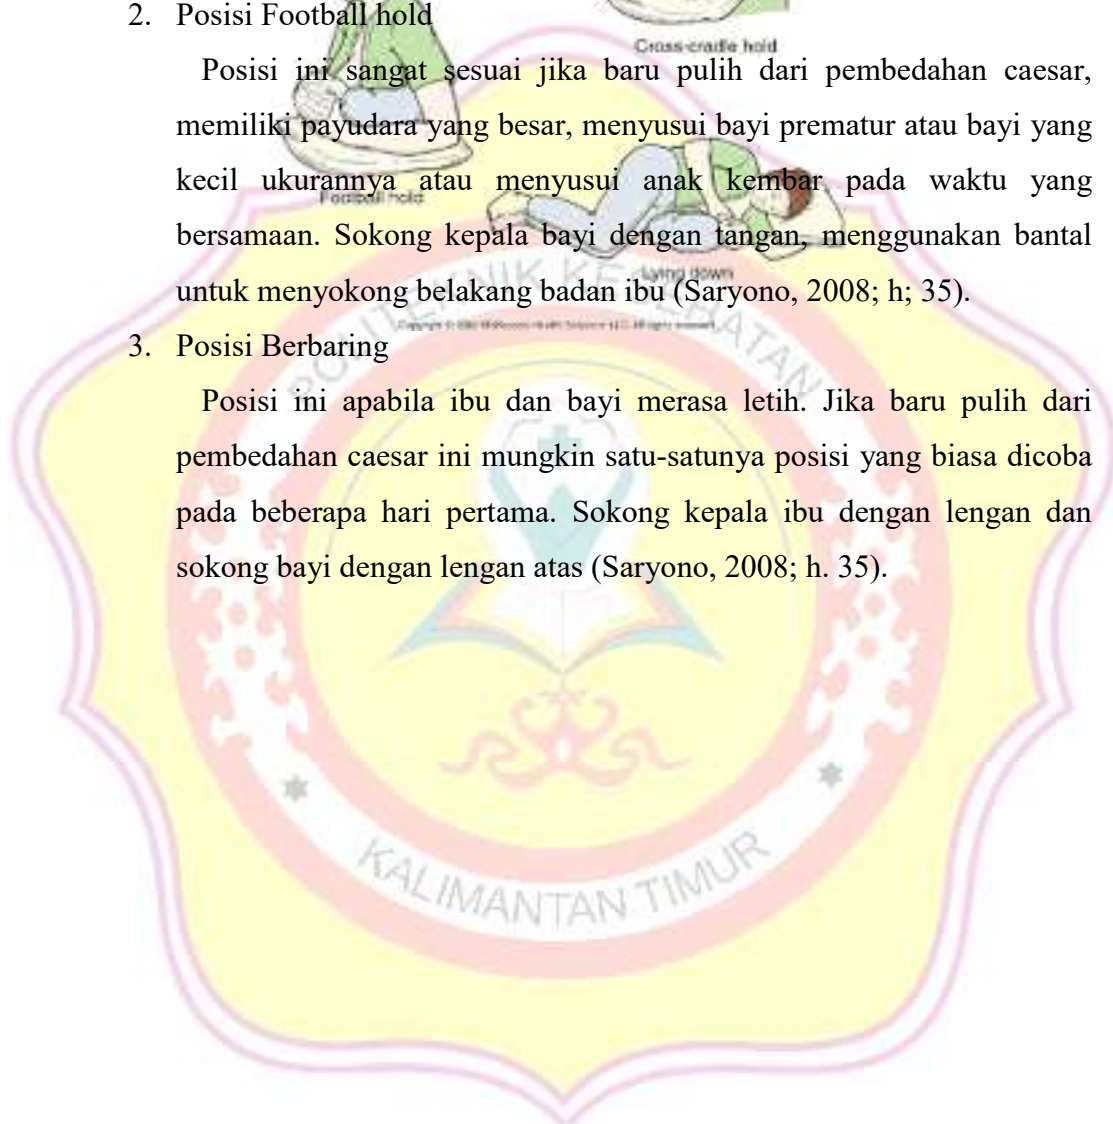 2. Posisi Football hold
Cross-cradle hold
Posisi ini sangat sesuai jika baru pulih dari pembedahan caesar,
memiliki payudara yang besar, menyusui bayi prematur atau bayi yang
kecil ukurannya atau menyusui anak kembar pada waktu yang
Football hold
bersamaan. Sokong kepala bayi dengan tangan, menggunakan bantal
Lying down
untuk menyokong belakang badan ibu (Saryono, 2008; h; 35).
3. Posisi Berbaring
Posisi ini apabila ibu dan bayi merasa letih. Jika baru pulih dari
pembedahan caesar ini mungkin satu-satunya posisi yang biasa dicoba
pada beberapa hari pertama. Sokong kepala ibu dengan lengan dan
sokong bayi dengan lengan atas (Saryono, 2008; h. 35).
POLITEKNIK KESEHATAN
KALIMANTAN TIMUR